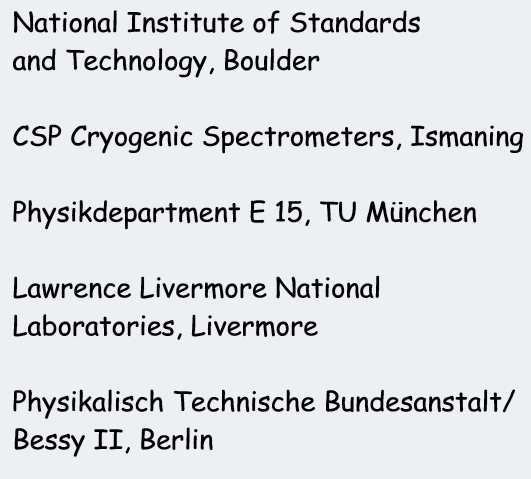 National Institute of Standards
and Technology, Boulder
CSP Cryogenic Spectrometers, Ismaning
Physikdepartment E 15, TU München
Lawrence Livermore National
Laboratories, Livermore
Physikalisch Technische Bundesanstalt/
Bessy II, Berlin